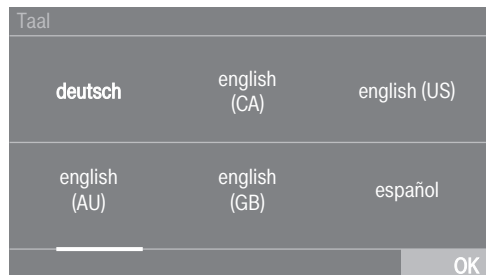 Taal
deutsch
english
(CA)
english (US)
english
(AU)
english
(GB)
español
OK